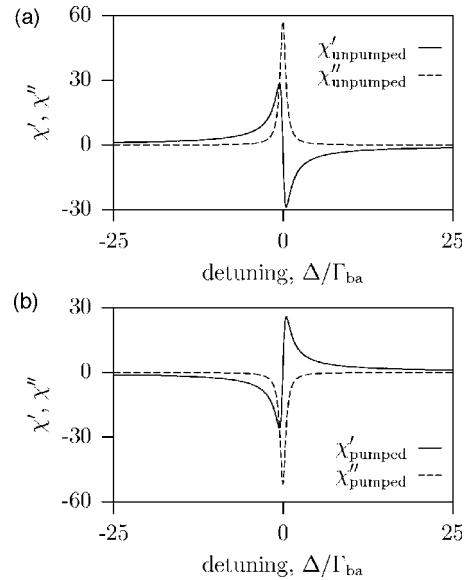 (a)
60
30
0
-30
χ′, χ″
χ′unpumped
χ″unpumped
-25
0
25
detuning, Δ/Γba
(b)
30
0
-30
-60
χ′, χ″
χ′pumped
χ″pumped
-25
0
25
detuning, Δ/Γba